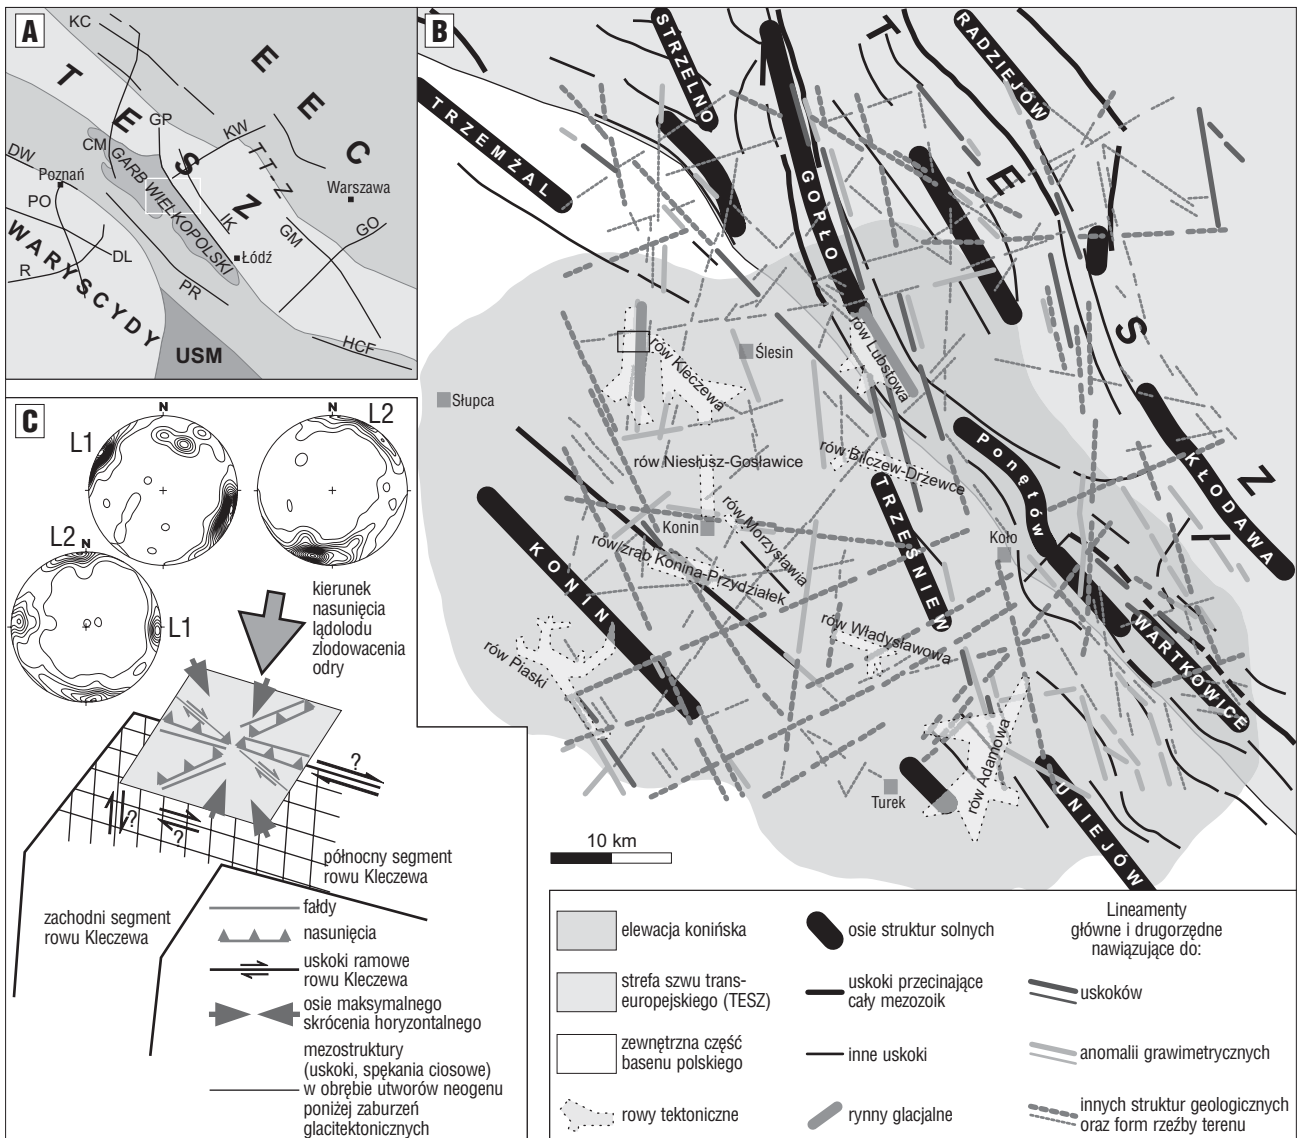 A
KC
E
E
C
T
E
S
Z
GP
KW
T-T-Z
CM
GARB WIELKOPOLSKI
DW
Poznań
Warszawa
PO
IK
GM
GO
Łódź
DL
R
PR
WARYSCYDY
USM
HCF
B
STRZELNO
T
RADZIEJÓW
TRZEMŻAL
GOPŁO
E
S
Z
rów Kleczewa
Ślesin
rów Lubstowa
Słupca
KŁODAWA
Ponętów
rów Niesłusz-Gosławice
rów Bilczew-Drzewce
TRZEŚNIEW
Konin
rów Morzysławia
Koło
KONIN
rów zrąb Konina-Przydziałek
rów Władysławowa
WARTKOWICE
rów Piaski
rów Adamowa
Turek
UNIEJÓW
10 km
C
N
L1
N
L2
L2
N
L1
kierunek
nasunięcia
lądolodu
zlodowacenia
odry
?
?
?
północny segment
rowu Kleczewa
zachodni segment
rowu Kleczewa
fałdy
nasunięcia
uskoki ramowe
rowu Kleczewa
osie maksymalnego
skrócenia horyzontalnego
mezostruktury
(uskoki, spękania ciosowe)
w obrębie utworów neogenu
poniżej zaburzeń
glacitektonicznych
elewacja konińska
strefa szwu trans-
europejskiego (TESZ)
zewnętrzna część
basenu polskiego
rowy tektoniczne
osie struktur solnych
uskoki przecinające
cały mezozoik
inne uskoki
rynny glacjalne
Lineamenty
główne i drugorzędne
nawiązujące do:
uskoków
anomalii grawimetrycznych
innych struktur geologicznych
oraz form rzeźby terenu